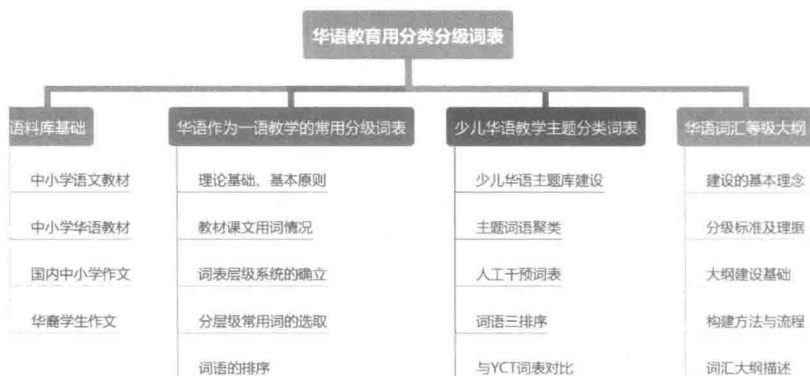 华语教育用分类分级词表
语料库基础
中小学语文教材
中小学华语教材
国内中小学作文
华裔学生作文
华语作为一语教学的常用分级词表
理论基础、基本原则
教材课文用词情况
词表层级系统的确立
分层级常用词的选取
词语的排序
少儿华语教学主题分类词表
少儿华语主题库建设
主题词语聚类
人工干预词表
词语三排序
与YCT词表对比
华语词汇等级大纲
建设的基本理念
分级标准及理据
大纲建设基础
构建方法与流程
词汇大纲描述